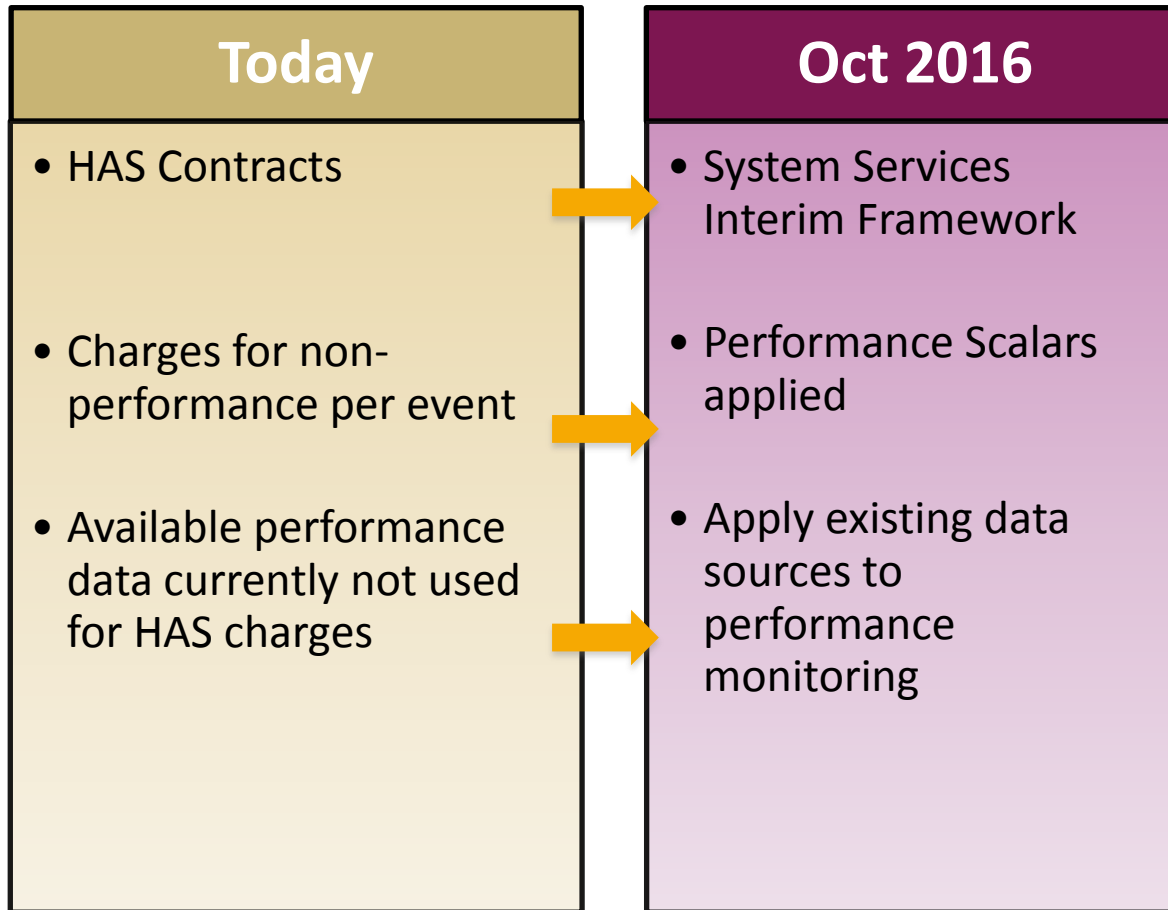 Today
• HAS Contracts
• Charges for non-
performance per event
• Available performance
data currently not used
for HAS charges
Oct 2016
• System Services
Interim Framework
• Performance Scalars
applied
• Apply existing data
sources to
performance
monitoring